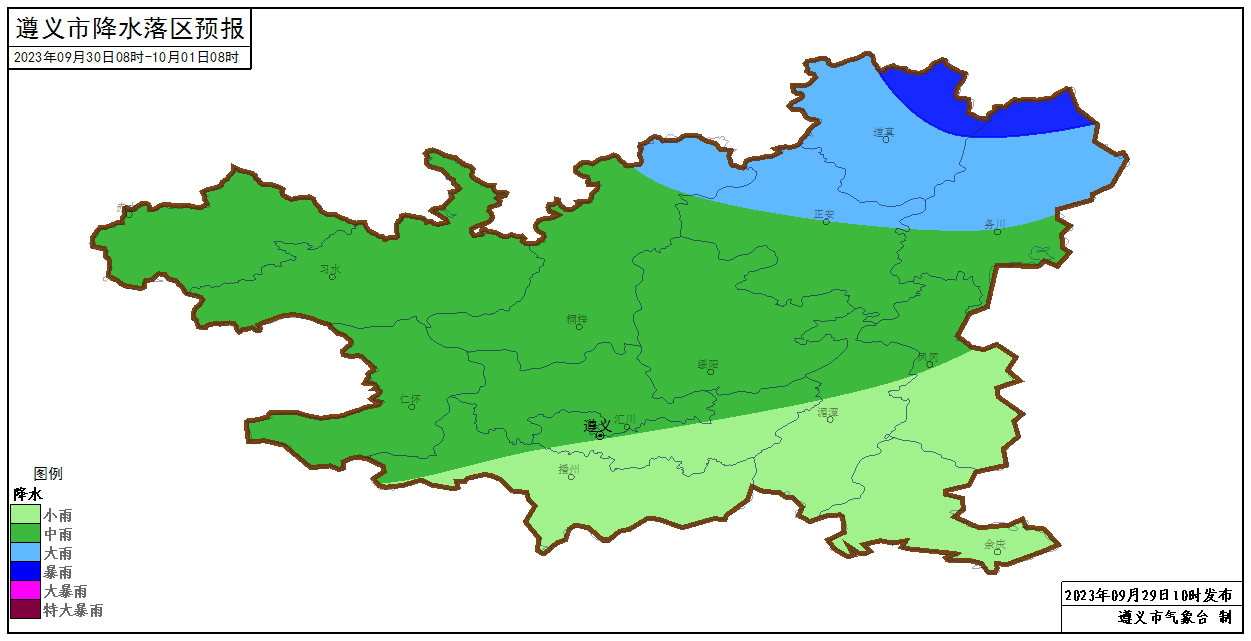 遵义市降水落区预报
2023年09月30日08时-10月01日08时
道真
赤水
正安
务川
习水
桐梓
绥阳
凤冈
仁怀
汇川
湄潭
遵义
播州
余庆
图例
降水
小雨
中雨
大雨
暴雨
大暴雨
特大暴雨
2023年09月29日10时发布
遵义市气象台 制